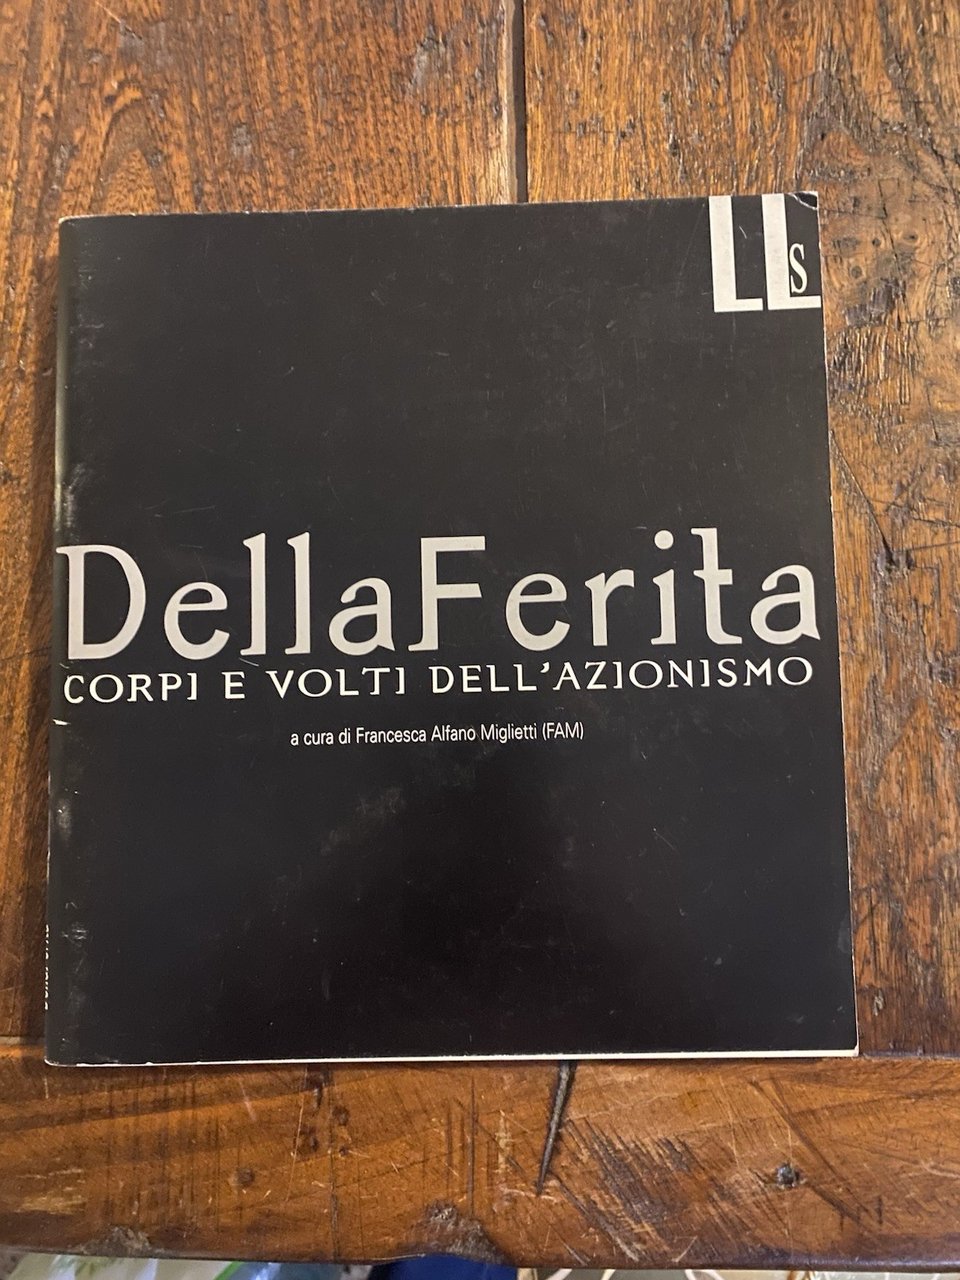 LLs
DellaFerita
CORPI E VOLTI DELL'AZIONISMO
a cura di Francesca Alfano Miglietti (FAM)